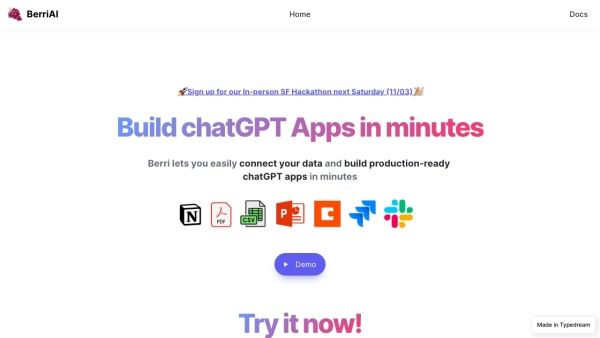 BerriAI
Home
Docs
🚀Sign up for our In-person SF Hackathon next Saturday (11/03)🎉
Build chatGPT Apps in minutes
Berri lets you easily connect your data and build production-ready
chatGPT apps in minutes
N
PDF
CSV
P
Demo
Try it now!
Made in Typedream